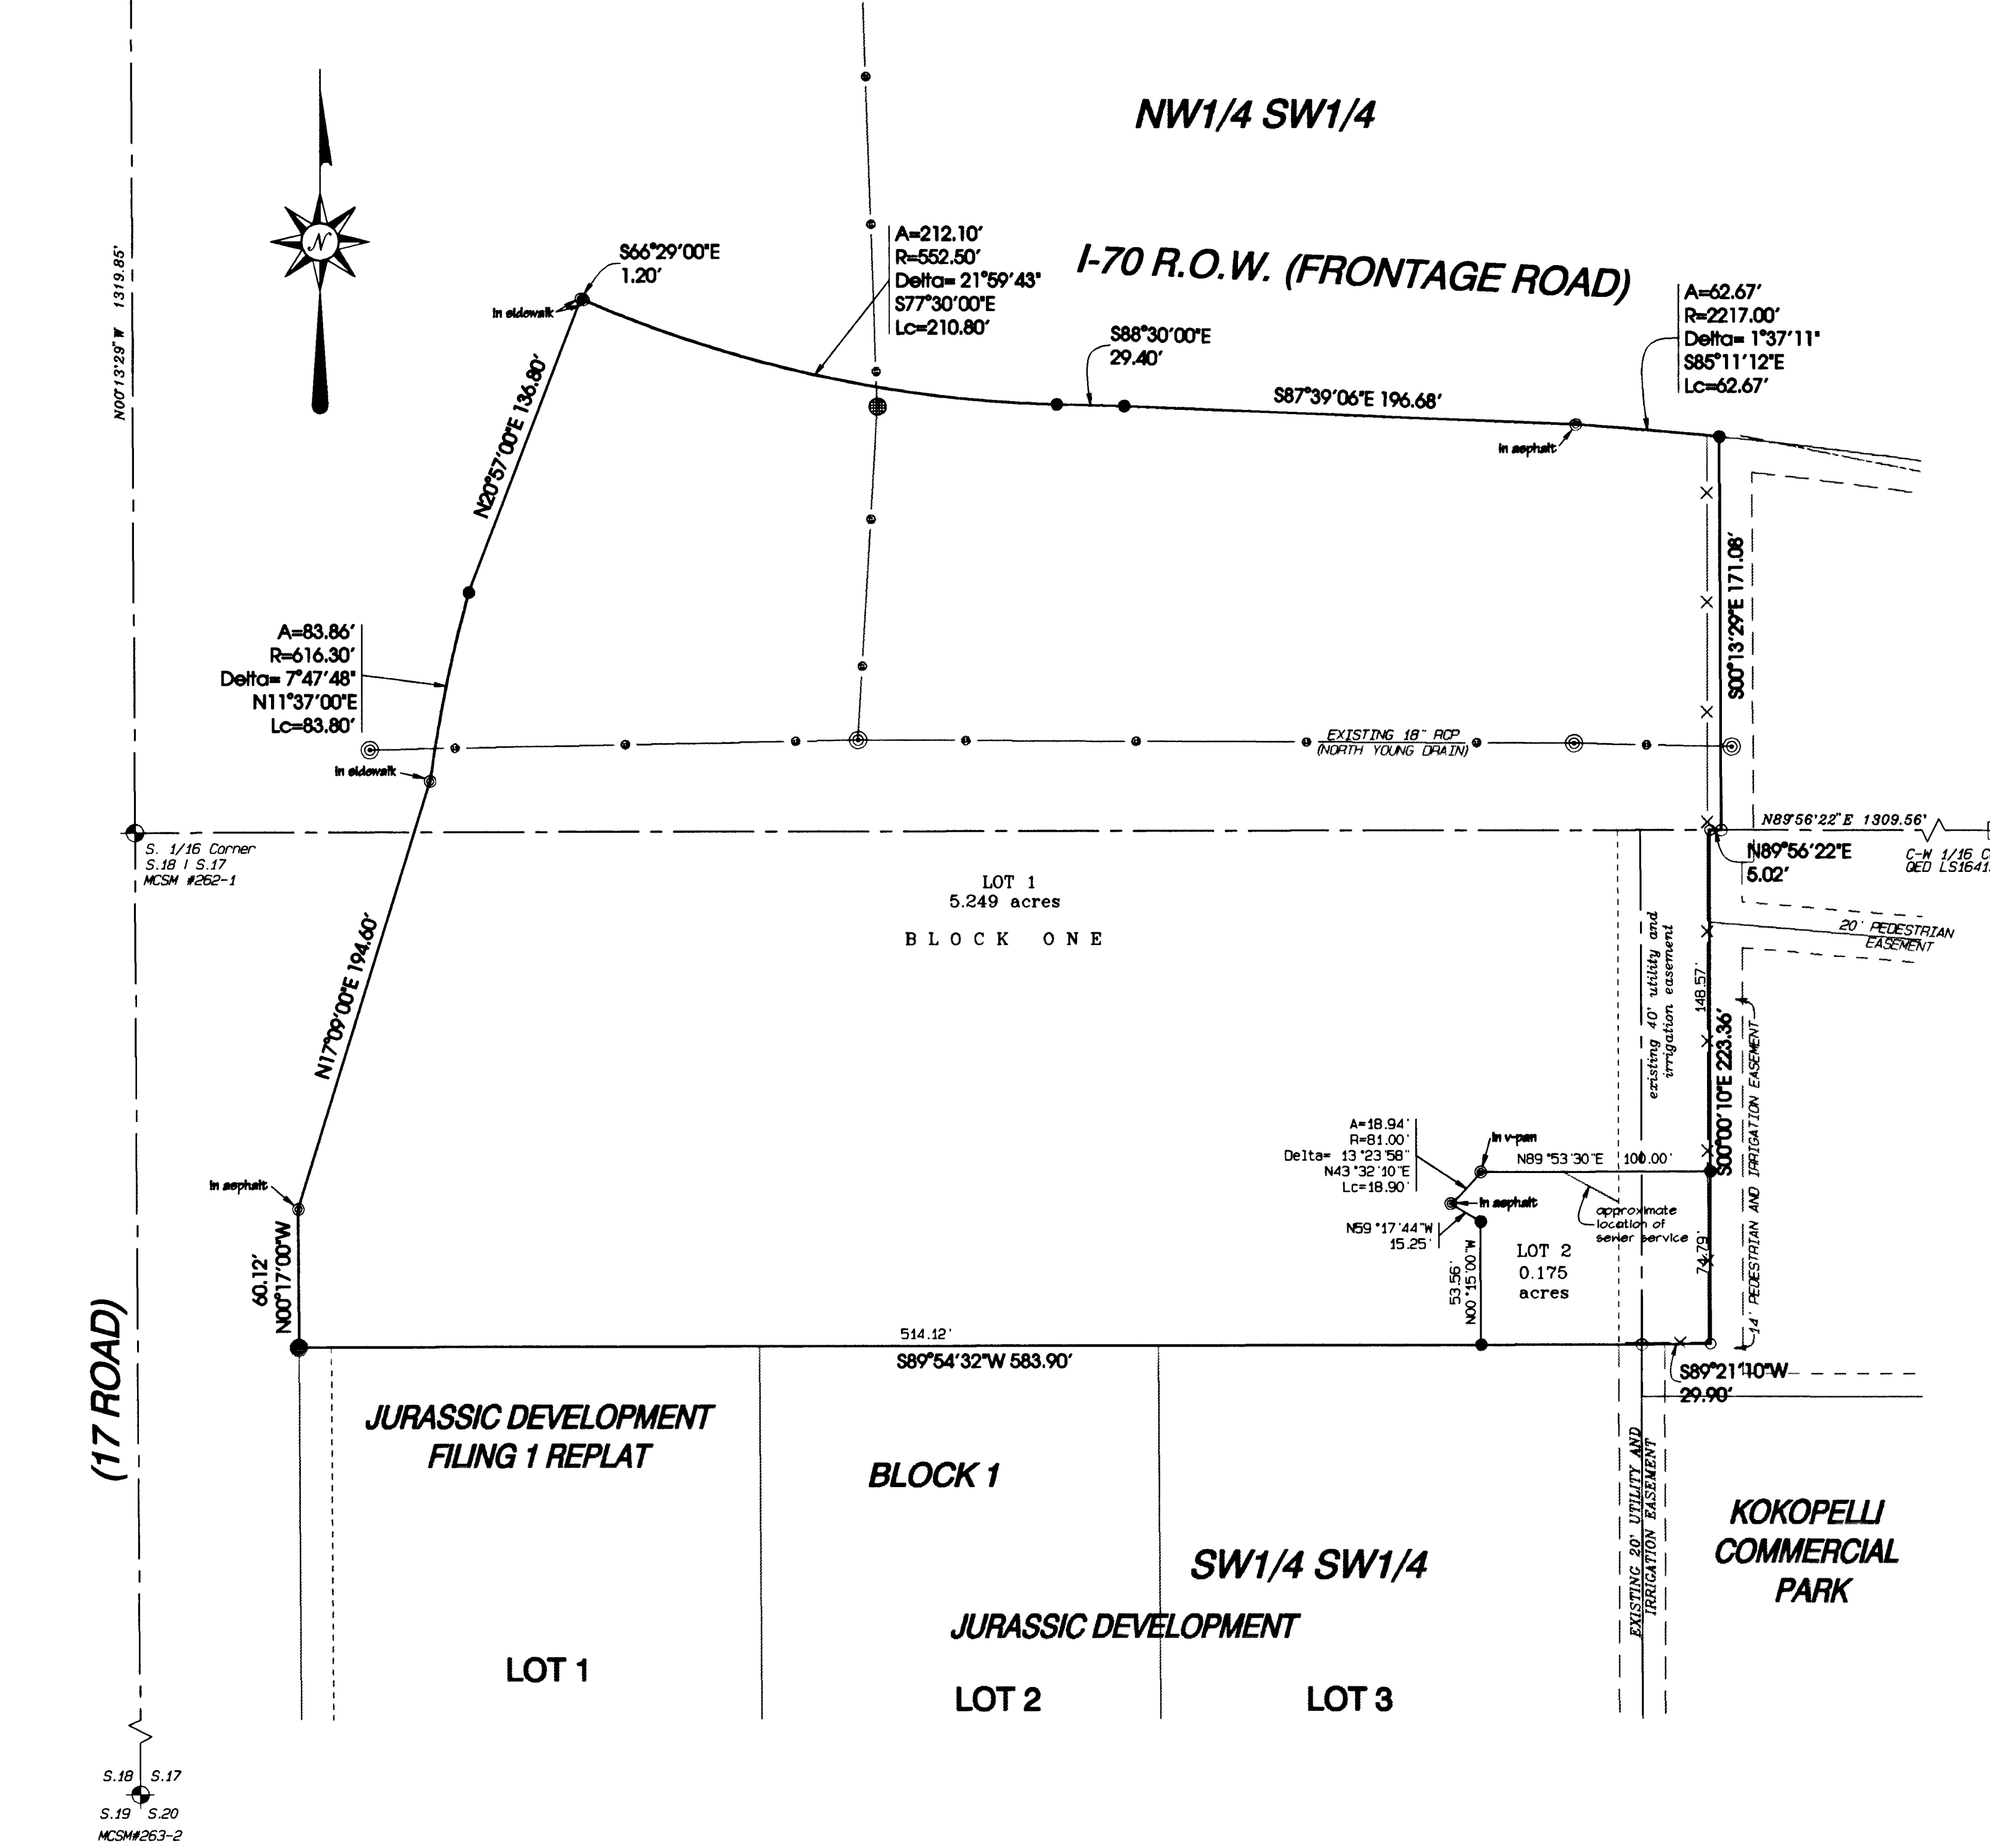 NW1/4 SW1/4
N00°13'29" W 1319.85'
N
S66°29'00"E
1.20'
in sidewalk
A=212.10'
R=552.50'
Delta= 21°59'43"
S77°30'00"E
Lc=210.80'
I-70 R.O.W. (FRONTAGE ROAD)
A=62.67'
R=2217.00'
Delta= 1°37'11"
S85°11'12"E
Lc=62.67'
S88°30'00"E
29.40'
S87°39'06"E 196.68'
in asphalt
N20°57'00"E 136.80'
S00°13'29"E 171.08'
A=83.86'
R=616.30'
Delta= 7°47'48"
N11°37'00"E
Lc=83.80'
in sidewalk
EXISTING 18" RCP
(NORTH YOUNG DRAIN)
N89°56'22"E 1309.56'
S. 1/16 Corner
S.18 | S.17
MCSM #262-1
N89°56'22"E
5.02'
C-W 1/16 C
QED LS1641
LOT 1
5.249 acres
BLOCK ONE
existing 40' utility and
irrigation easement
20' PEDESTRIAN
EASEMENT
148.57'
S00°00'10"E 223.36'
14' PEDESTRIAN AND IRRIGATION EASEMENT
N17°09'00"E 194.60'
A=18.94'
R=81.00'
Delta= 13°23'58"
N43°32'10"E
Lc=18.90'
in v-pan
N89°53'30"E 100.00'
in asphalt
in asphalt
N59°17'44"W
15.25'
approximate
location of
sewer service
LOT 2
0.175
acres
74.79'
53.56'
N00°15'00"W
60.12'
N00°17'00"W
514.12'
S89°54'32"W 583.90'
S89°21'10"W
29.90'
(17 ROAD)
JURASSIC DEVELOPMENT
FILING 1 REPLAT
BLOCK 1
EXISTING 20' UTILITY AND
IRRIGATION EASEMENT
KOKOPELLI
COMMERCIAL
PARK
SW1/4 SW1/4
JURASSIC DEVELOPMENT
LOT 1
LOT 2
LOT 3
S.18 S.17
S.19 S.20
MCSM#263-2